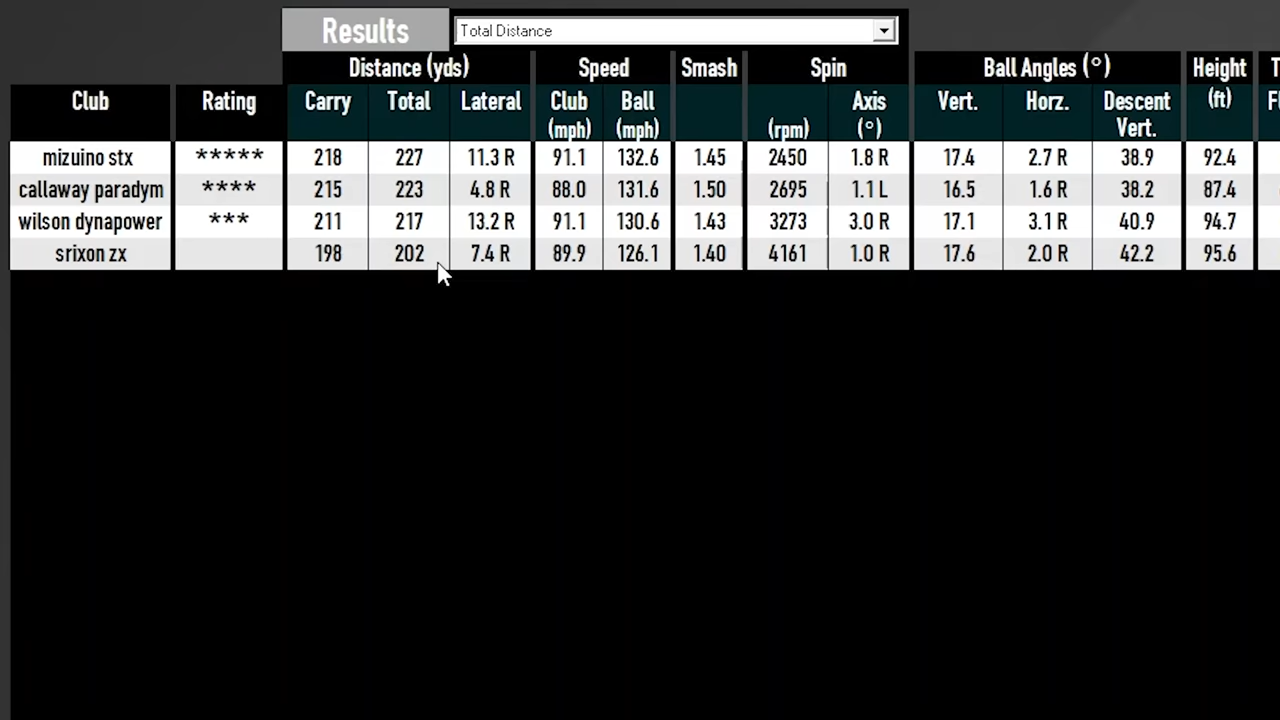 Results Total Distance
Distance (yds) Speed Smash Spin Ball Angles (°) Height
Club Rating Carry Total Lateral Club Ball Axis Vert. Horz. Descent (ft)
(mph) (mph) (rpm) (°) Vert.
mizuino stx ***** 218 227 11.3 R 91.1 132.6 1.45 2450 1.8 R 17.4 2.7 R 38.9 92.4
callaway paradym **** 215 223 4.8 R 88.0 131.6 1.50 2695 1.1 L 16.5 1.6 R 38.2 87.4
wilson dynapower *** 211 217 13.2 R 91.1 130.6 1.43 3273 3.0 R 17.1 3.1 R 40.9 94.7
srixon zx 198 202 7.4 R 89.9 126.1 1.40 4161 1.0 R 17.6 2.0 R 42.2 95.6